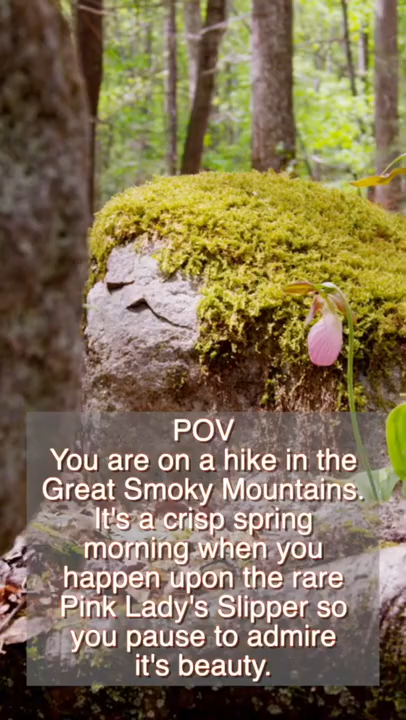 POV
You are on a hike in the
Great Smoky Mountains.
It's a crisp spring
morning when you
happen upon the rare
Pink Lady's Slipper so
you pause to admire
it's beauty.